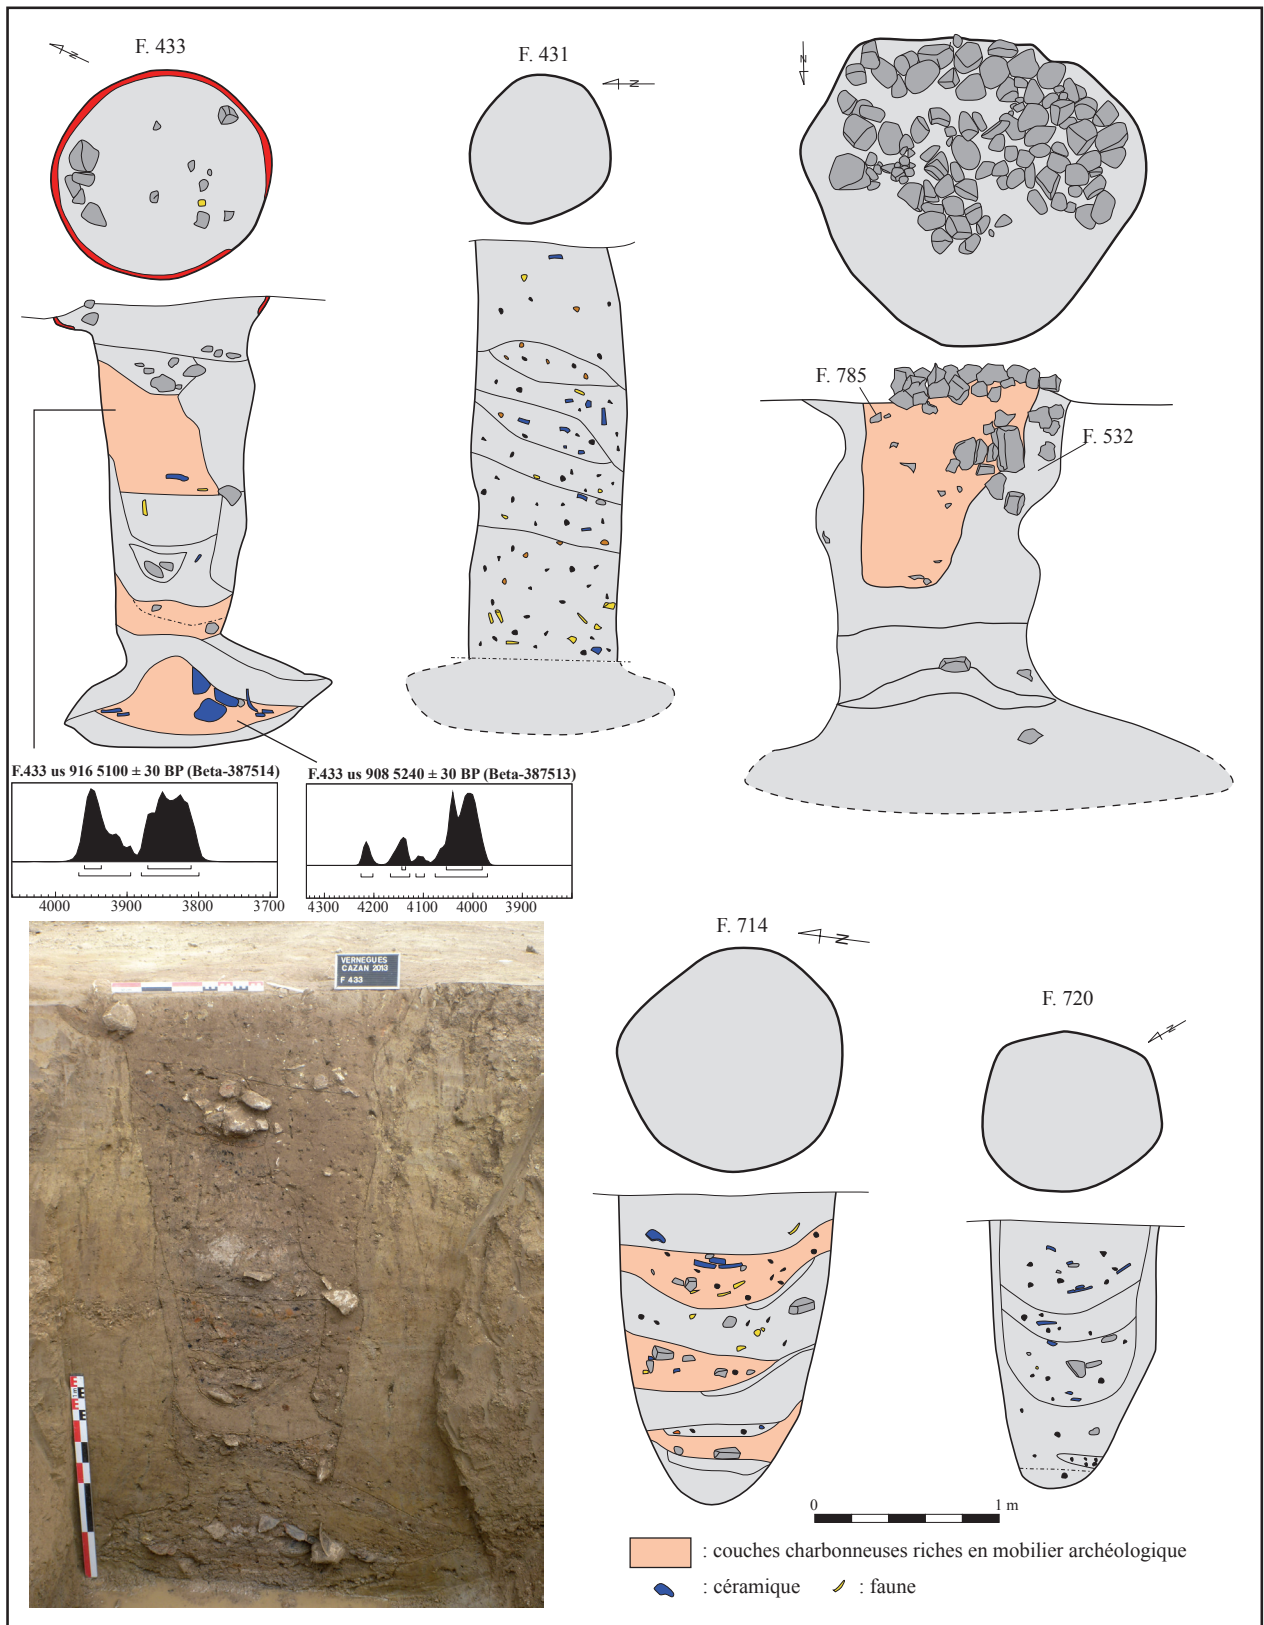 F. 433
F. 431
N
N
N
F. 785
F. 532
F.433 us 916 5100 ± 30 BP (Beta-387514)
F.433 us 908 5240 ± 30 BP (Beta-387513)
4000 3900 3800 3700
4300 4200 4100 4000 3900
VERNEGUES
CAZAN 2013
F 433
F. 714
N
F. 720
N
0 1 m
: couches charbonneuses riches en mobilier archéologique
: céramique : faune